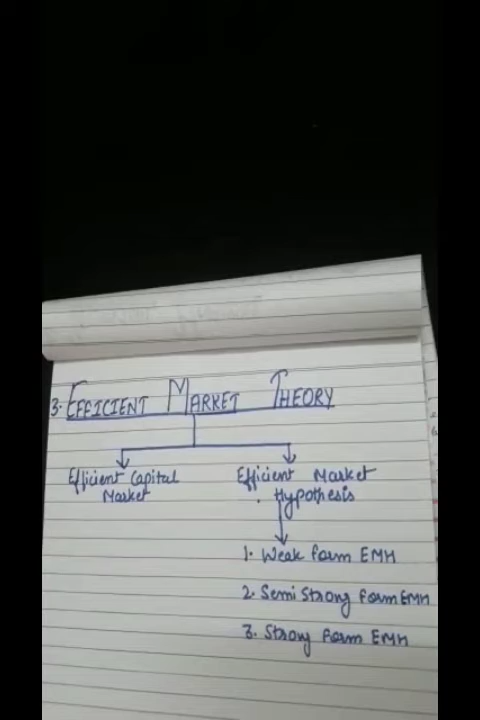 3. EFFICIENT MARKET THEORY
Efficient Capital
Market
Efficient Market
Hypothesis
1. Weak form EMH
2. Semi Strong form EMH
3. Strong form EMH